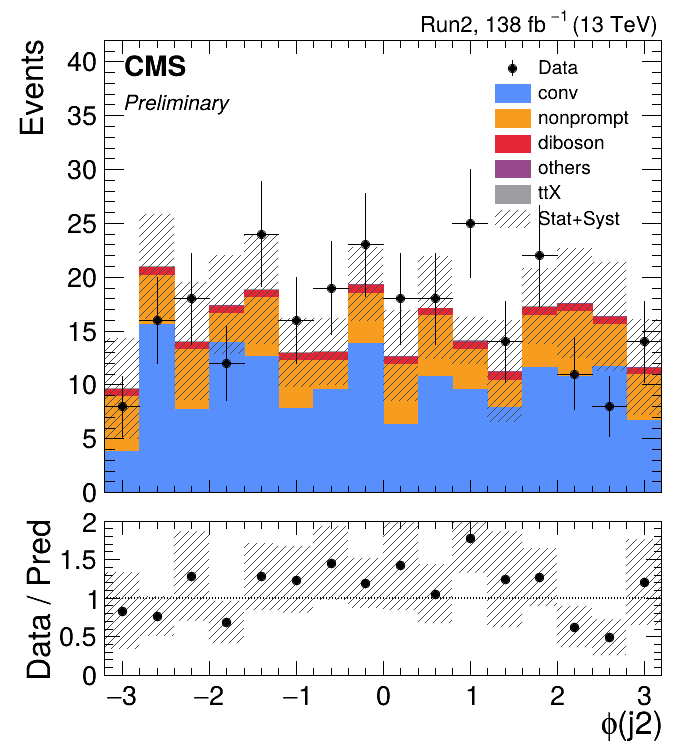 Run2, 138 fb⁻¹ (13 TeV)
Events
CMS
Preliminary
Data
conv
nonprompt
diboson
others
ttX
Stat+Syst
40
35
30
25
20
15
10
5
0
Data / Pred
2
1.5
1
0.5
0
−3 −2 −1 0 1 2 3
ϕ(j2)